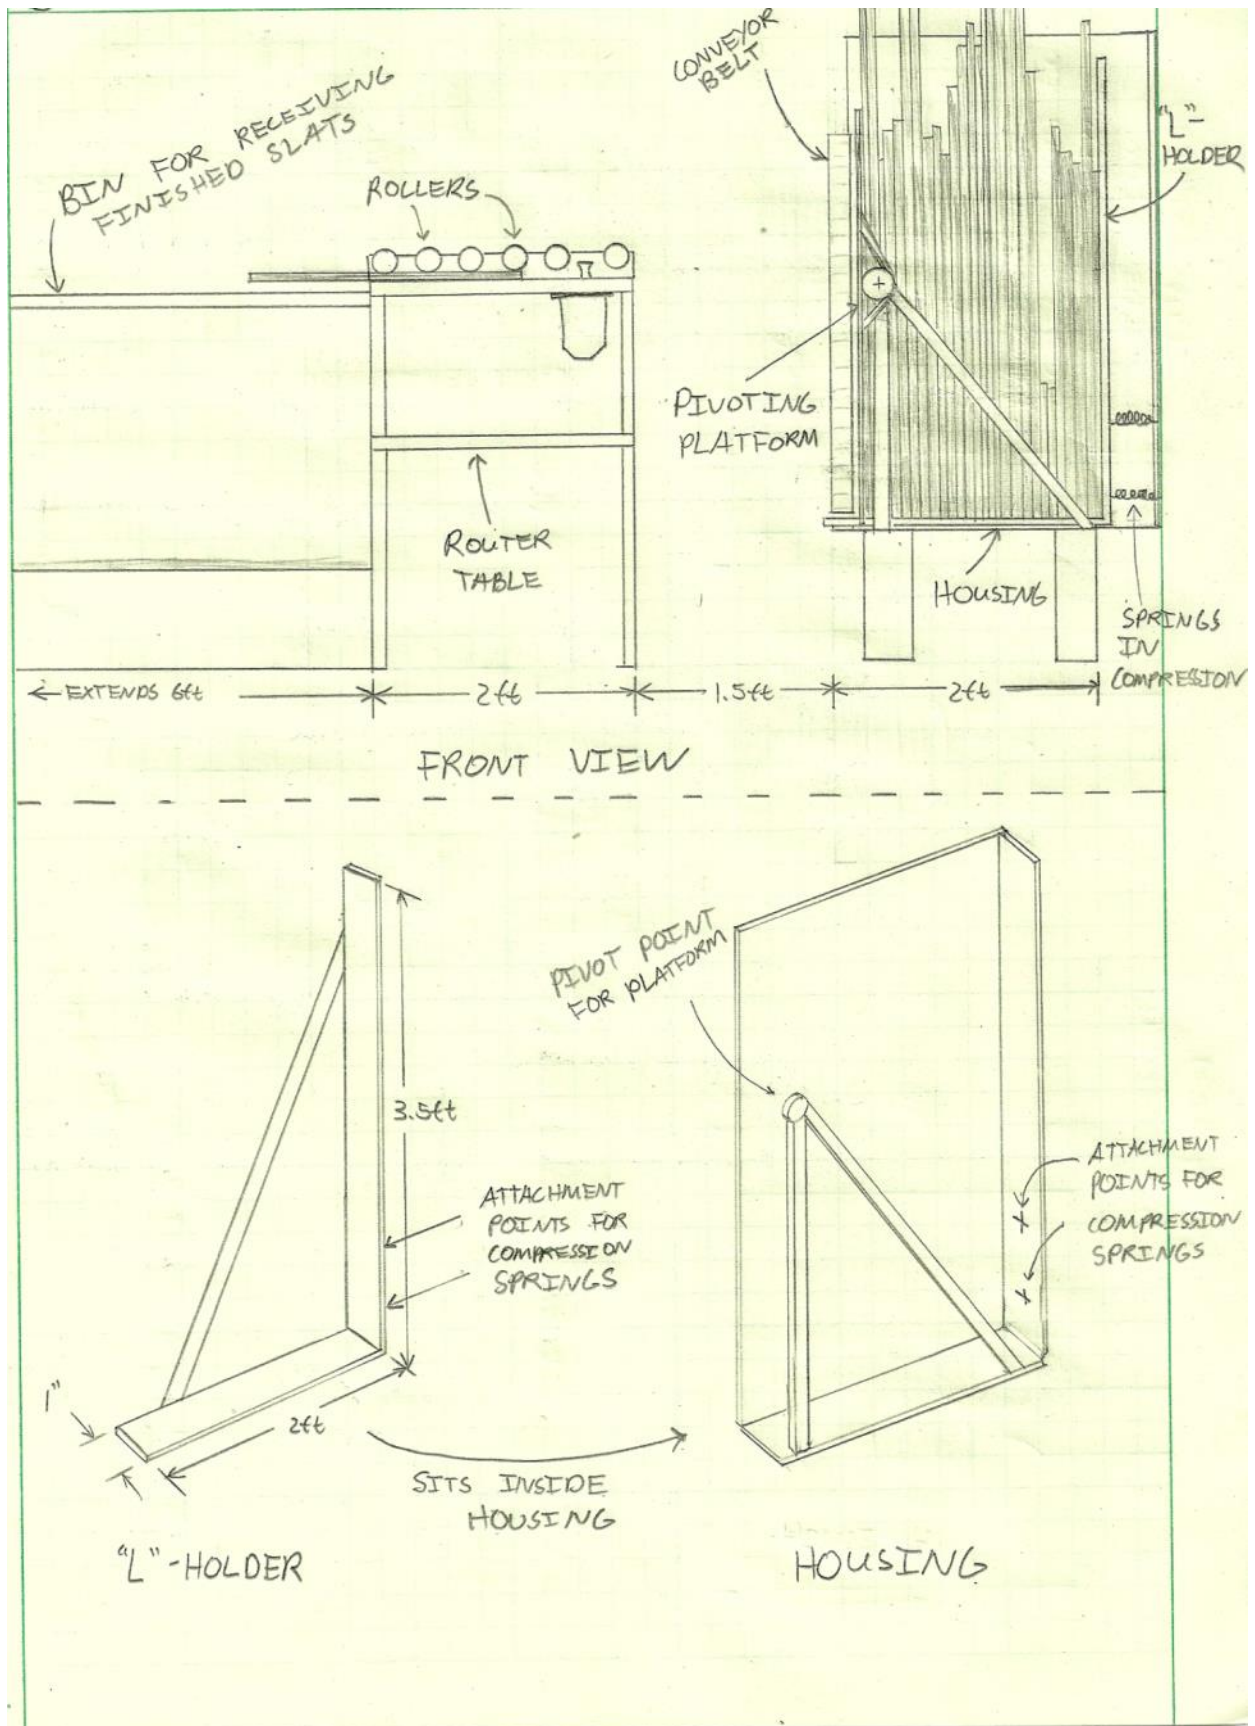 BIN FOR RECEIVING
FINISHED SLATS
ROLLERS
CONVEYOR
BELT
"L"-
HOLDER
PIVOTING
PLATFORM
ROUTER
TABLE
HOUSING
SPRINGS
IN
COMPRESSION
EXTENDS 6ft
2ft
1.5ft
2ft
FRONT VIEW
PIVOT POINT
FOR PLATFORM
3.5ft
ATTACHMENT
POINTS FOR
COMPRESSION
SPRINGS
ATTACHMENT
POINTS FOR
COMPRESSION
SPRINGS
1"
2ft
SITS INSIDE
HOUSING
"L"-HOLDER
HOUSING